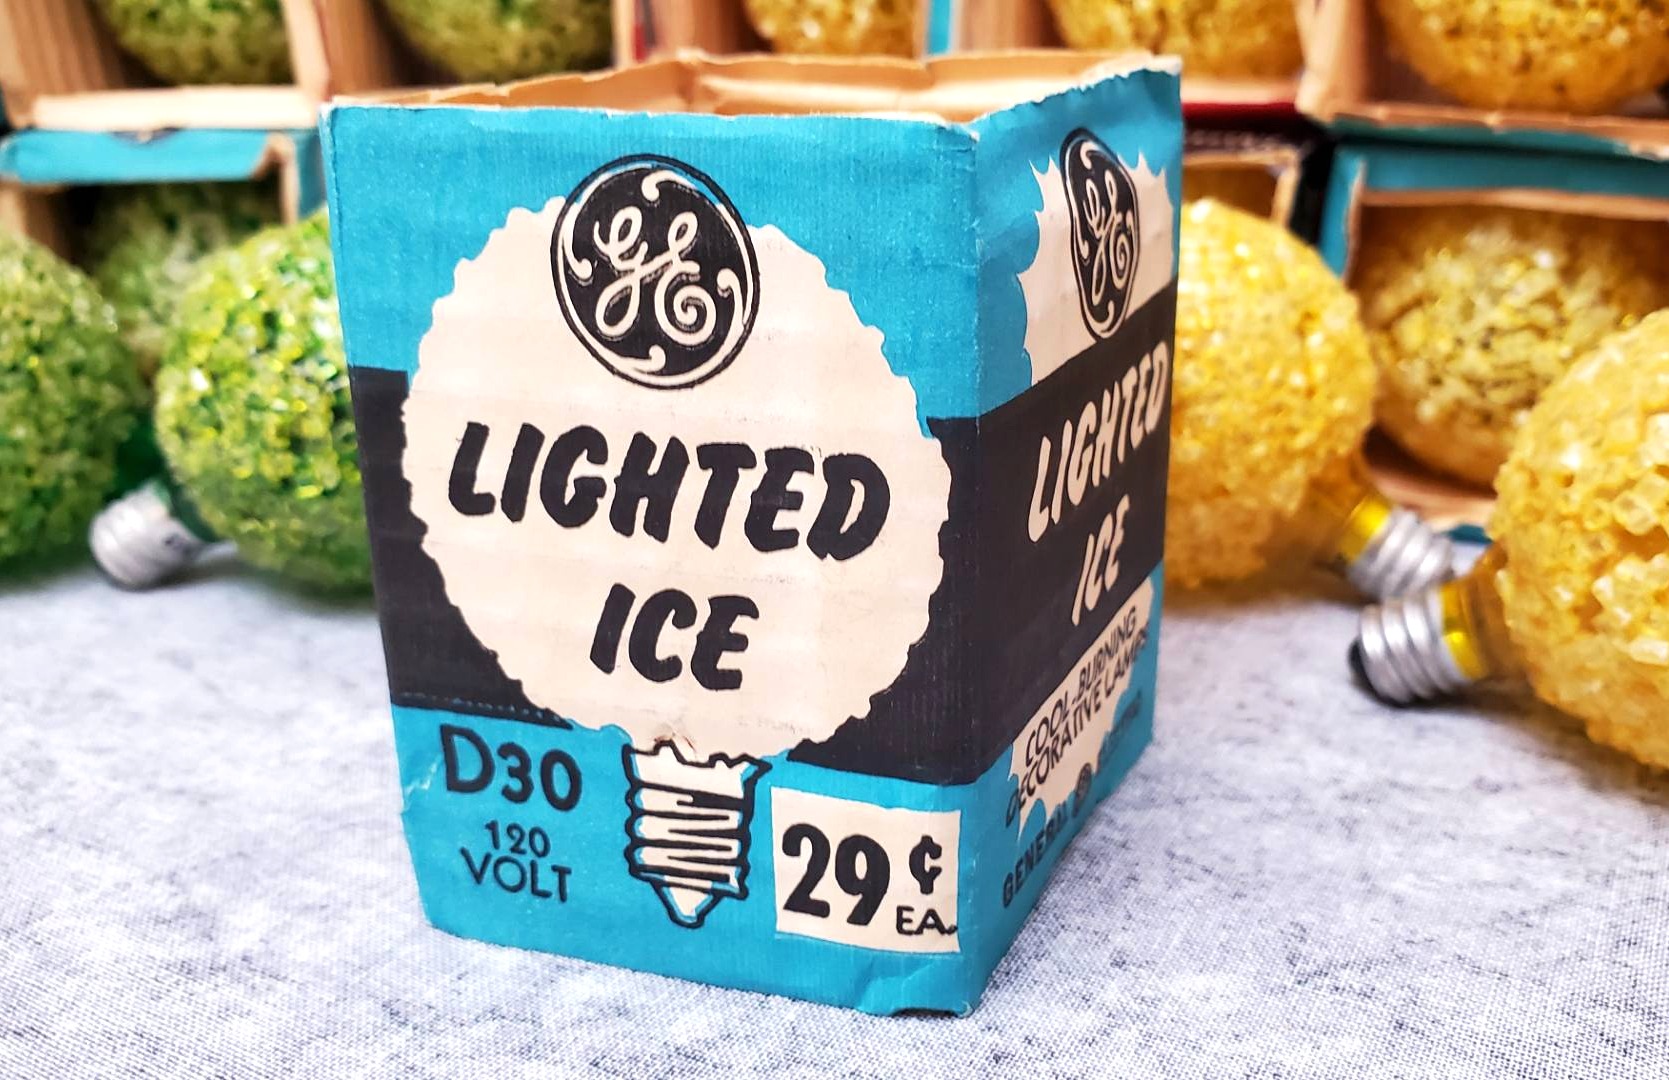 GE
LIGHTED
ICE
D30
120
VOLT
29¢
EA.
GE
LIGHTED
ICE
COOL-BURNING
DECORATIVE LAMPS
GENERAL